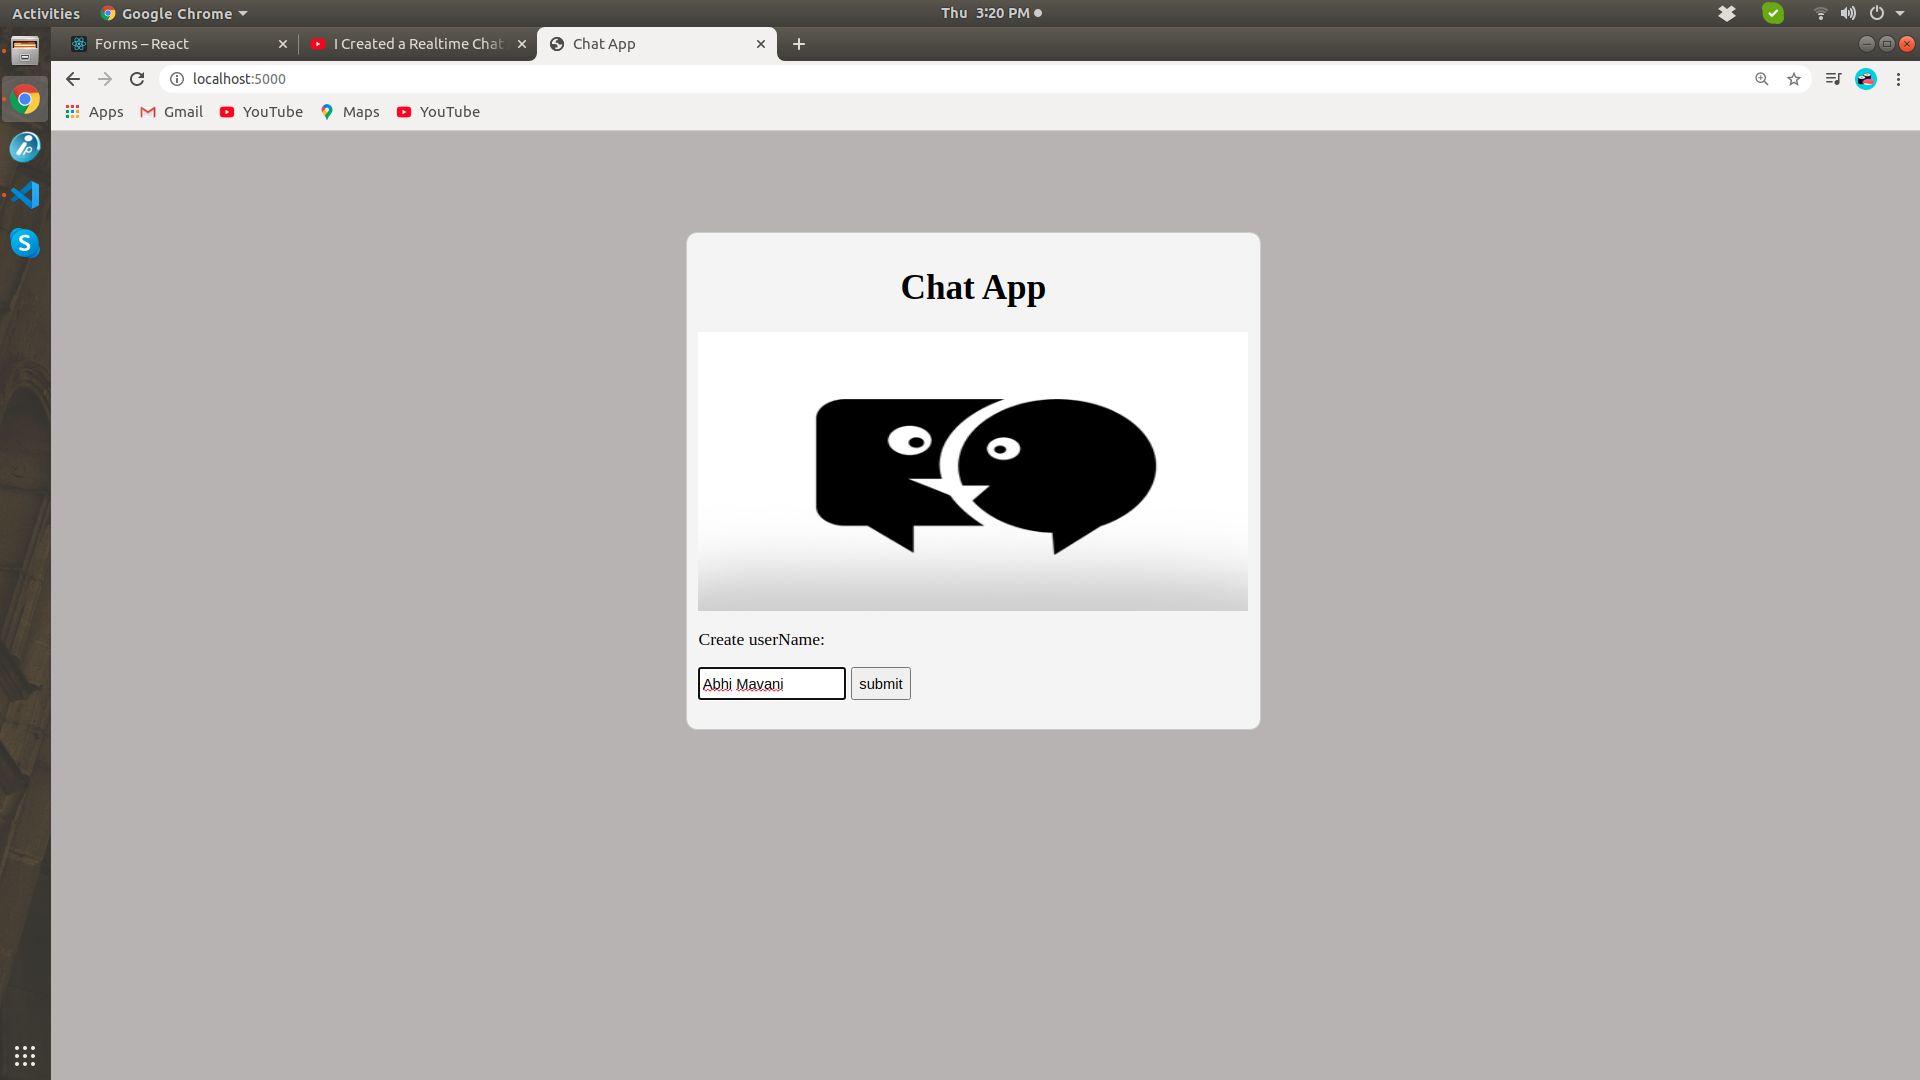 Activities Google Chrome Thu 3:20 PM
Forms – React I Created a Realtime Chat Chat App
localhost:5000
Apps Gmail YouTube Maps YouTube
Chat App
Create userName:
Abhi Mavani submit